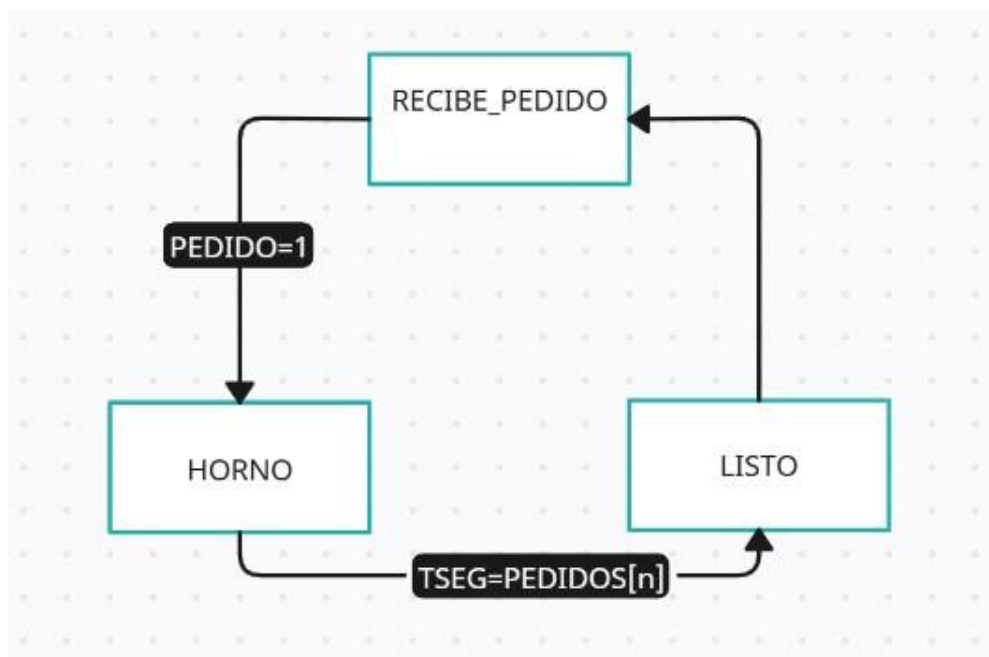 RECIBE_PEDIDO
PEDIDO=1
HORNO
LISTO
TSEG=PEDIDOS[n]